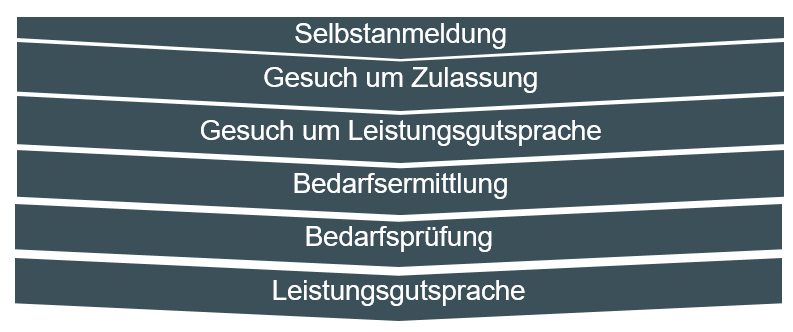 Selbstanmeldung
Gesuch um Zulassung
Gesuch um Leistungsgutsprache
Bedarfsermittlung
Bedarfsprüfung
Leistungsgutsprache